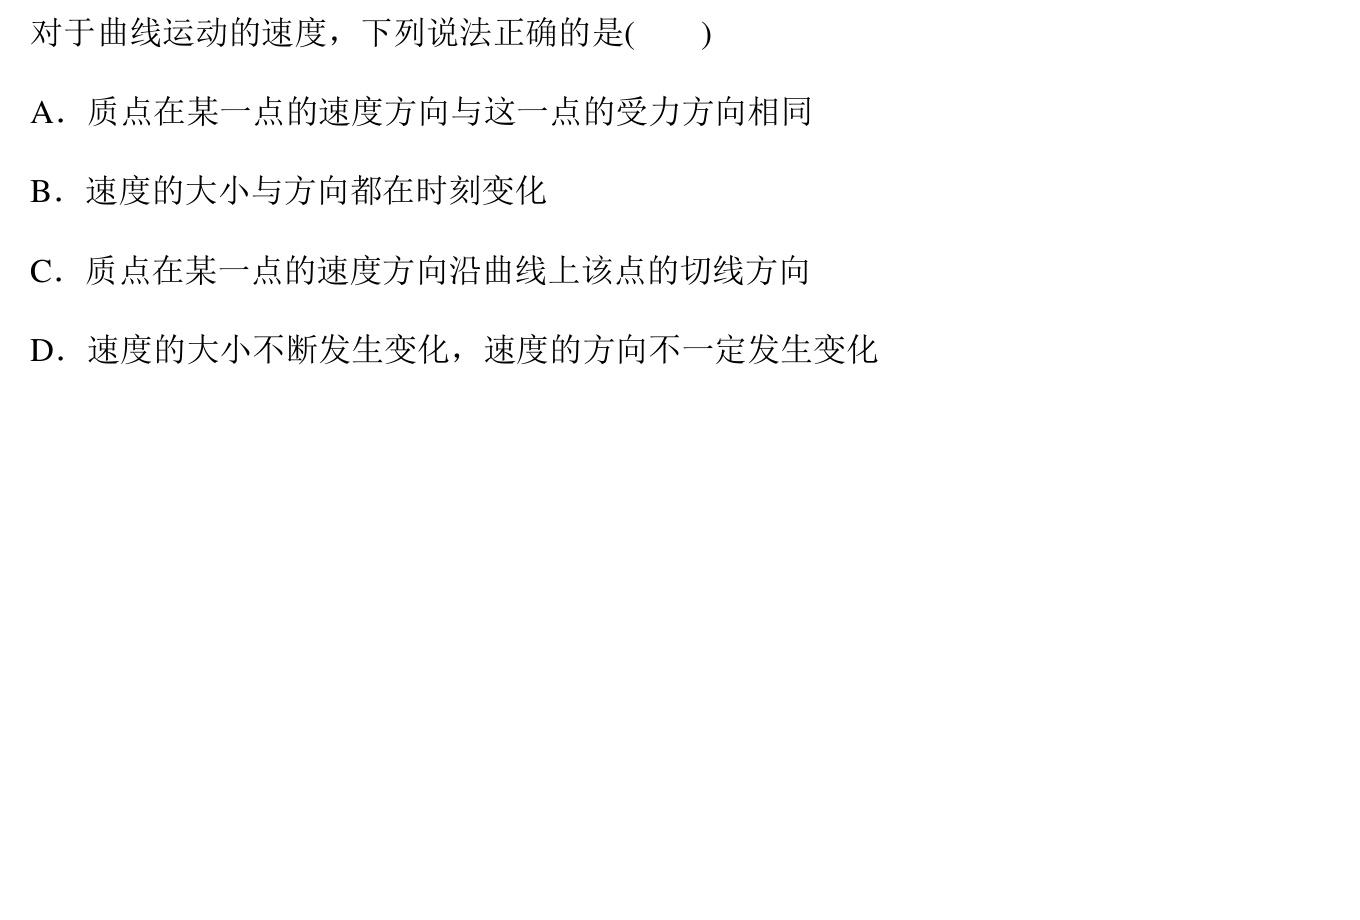 对于曲线运动的速度，下列说法正确的是(　　)
A．质点在某一点的速度方向与这一点的受力方向相同
B．速度的大小与方向都在时刻变化
C．质点在某一点的速度方向沿曲线上该点的切线方向
D．速度的大小不断发生变化，速度的方向不一定发生变化